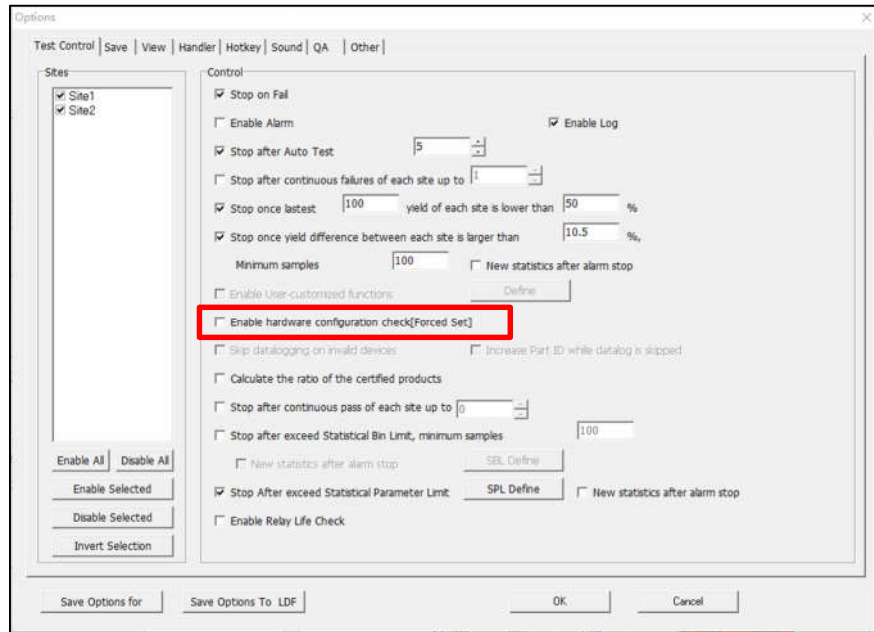 Options
Test Control Save View Handler Hotkey Sound QA Other
Sites
Site1
Site2
Enable All Disable All
Enable Selected
Disable Selected
Invert Selection
Control
Stop on Fail
Enable Alarm Enable Log
Stop after Auto Test 5
Stop after continuous failures of each site up to 1
Stop once lastest 100 yield of each site is lower than 50 %
Stop once yield difference between each site is larger than 10.5 %,
Minimum samples 100 New statistics after alarm stop
Enable User-customized functions Define
Enable hardware configuration check[Forced Set]
Skip datalogging on invalid devices Increase Part ID while datalog is skipped
Calculate the ratio of the certified products
Stop after continuous pass of each site up to 0
Stop after exceed Statistical Bin Limit, minimum samples 100
New statistics after alarm stop SBL Define
Stop After exceed Statistical Parameter Limit SPL Define New statistics after alarm stop
Enable Relay Life Check
Save Options for Save Options To LDF OK Cancel